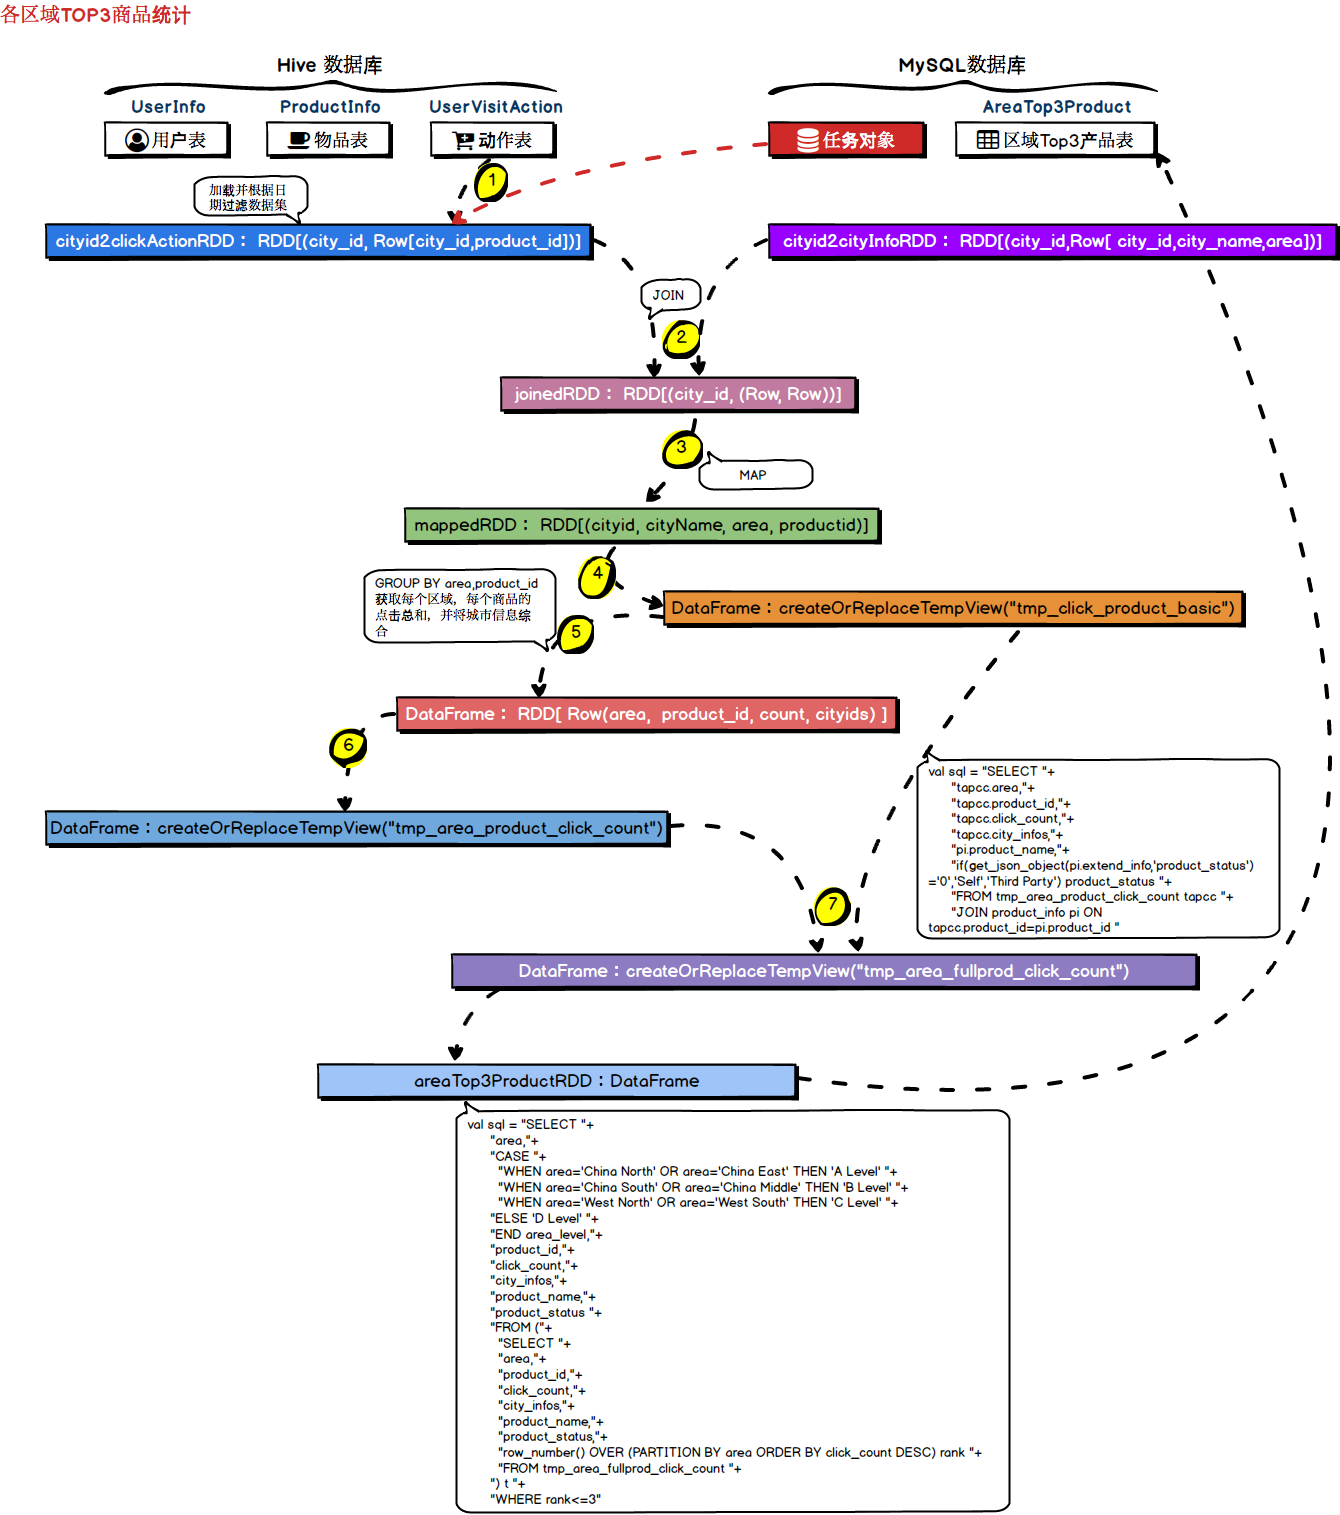 各区域TOP3商品统计
Hive 数据库
MySQL数据库
UserInfo
ProductInfo
UserVisitAction
AreaTop3Product
用户表
物品表
动作表
任务对象
区域Top3产品表
1
加载并根据日
期过滤数据集
cityid2clickActionRDD： RDD[(city_id, Row[city_id,product_id])]
cityid2cityInfoRDD： RDD[(city_id,Row[ city_id,city_name,area])]
JOIN
2
joinedRDD： RDD[(city_id, (Row, Row))]
3
MAP
mappedRDD： RDD[(cityid, cityName, area, productid)]
4
GROUP BY area,product_id
获取每个区域，每个商品的
点击总和，并将城市信息综
合
DataFrame：createOrReplaceTempView("tmp_click_product_basic")
5
DataFrame： RDD[ Row(area, product_id, count, cityids) ]
6
val sql = "SELECT "+
"tapcc.area,"+
"tapcc.product_id,"+
"tapcc.click_count,"+
"tapcc.city_infos,"+
"pi.product_name,"+
"if(get_json_object(pi.extend_info,'product_status')
='0','Self','Third Party') product_status "+
"FROM tmp_area_product_click_count tapcc "+
"JOIN product_info pi ON
tapcc.product_id=pi.product_id "
DataFrame：createOrReplaceTempView("tmp_area_product_click_count")
7
DataFrame：createOrReplaceTempView("tmp_area_fullprod_click_count")
areaTop3ProductRDD：DataFrame
val sql = "SELECT "+
"area,"+
"CASE "+
"WHEN area='China North' OR area='China East' THEN 'A Level' "+
"WHEN area='China South' OR area='China Middle' THEN 'B Level' "+
"WHEN area='West North' OR area='West South' THEN 'C Level' "+
"ELSE 'D Level' "+
"END area_level,"+
"product_id,"+
"click_count,"+
"city_infos,"+
"product_name,"+
"product_status "+
"FROM ("+
"SELECT "+
"area,"+
"product_id,"+
"click_count,"+
"city_infos,"+
"product_name,"+
"product_status,"+
"row_number() OVER (PARTITION BY area ORDER BY click_count DESC) rank "+
"FROM tmp_area_fullprod_click_count "+
") t "+
"WHERE rank<=3"